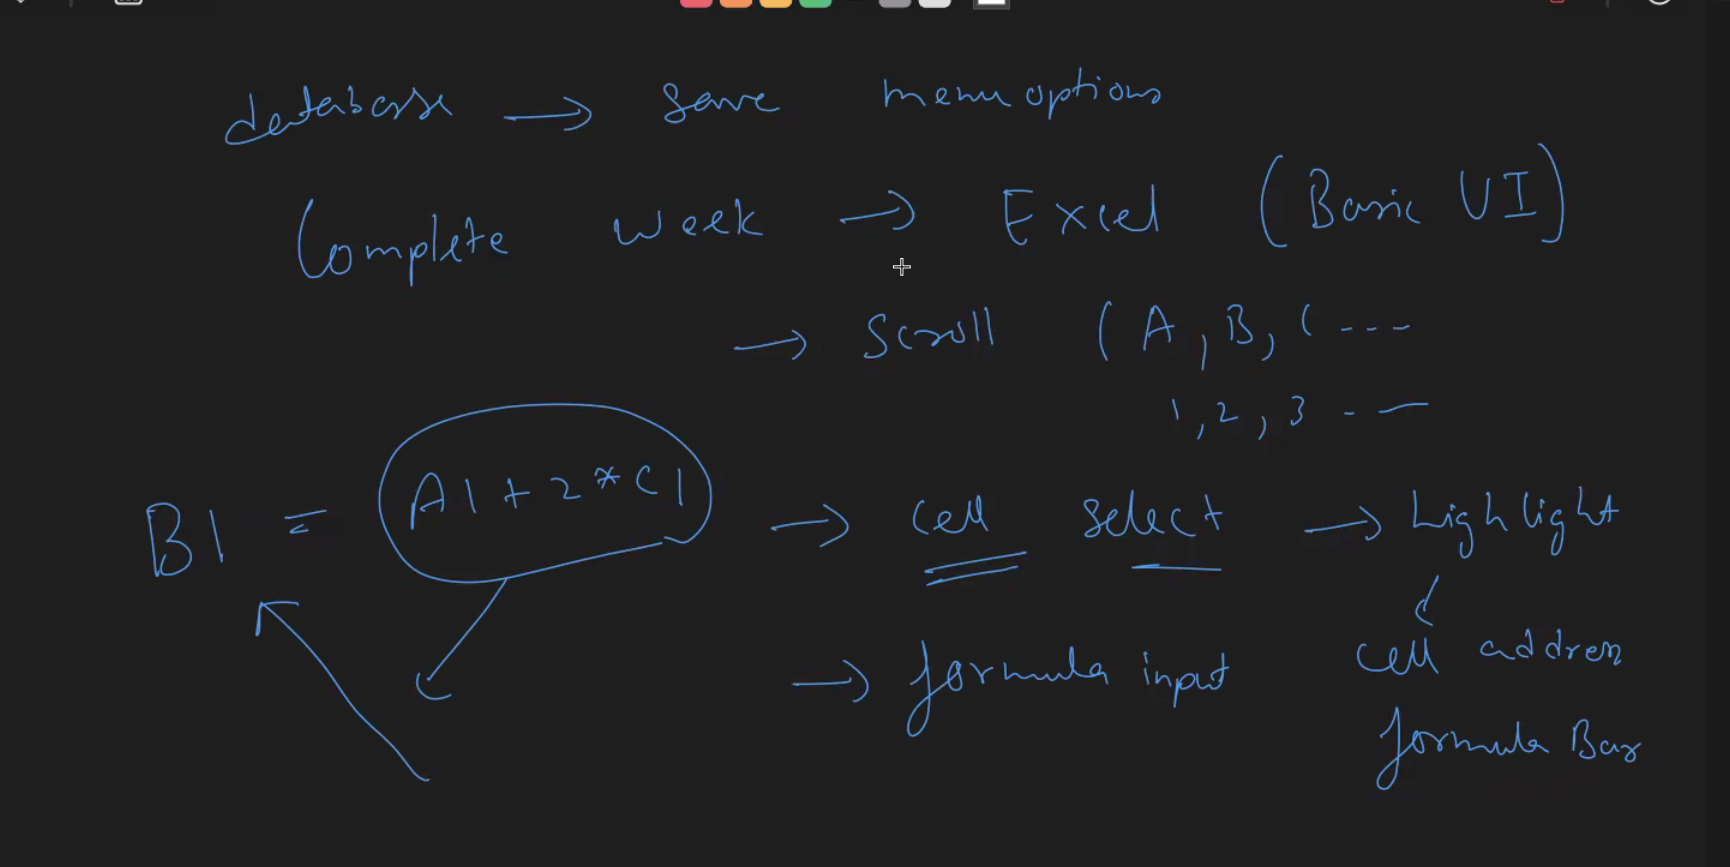 database → save menu options
Complete week → Excel (Basic UI)
→ Scroll (A, B, C ----
1, 2, 3 - —
B1 = A1 + 2 * C1 → cell select → Highlight
→ formula input cell address
formula Bar